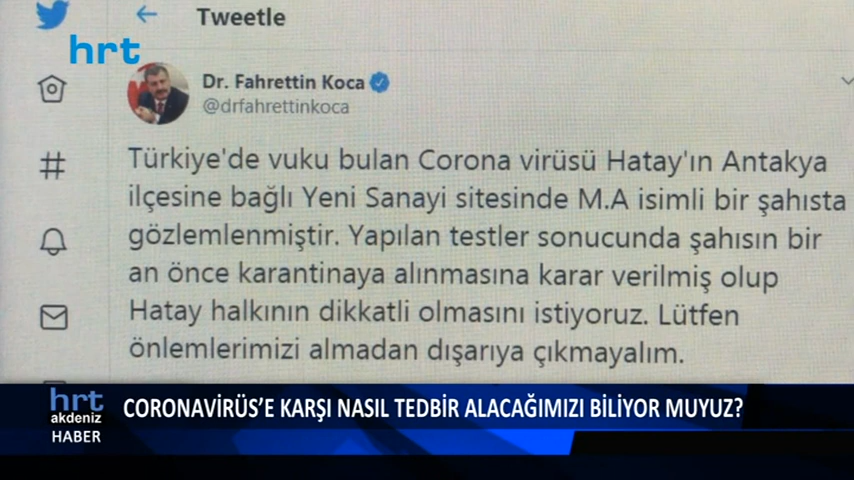 Tweetle
hrt
Dr. Fahrettin Koca
@drfahrettinkoca
Türkiye'de vuku bulan Corona virüsü Hatay'ın Antakya
ilçesine bağlı Yeni Sanayi sitesinde M.A isimli bir şahısta
gözlemlenmiştir. Yapılan testler sonucunda şahısın bir
an önce karantinaya alınmasına karar verilmiş olup
Hatay halkının dikkatli olmasını istiyoruz. Lütfen
önlemlerimizi almadan dışarıya çıkmayalım.
hrt
akdeniz
HABER
CORONAVİRÜS'E KARŞI NASIL TEDBİR ALACAĞIMIZI BİLİYOR MUYUZ?